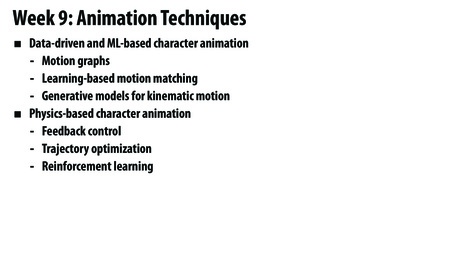 Week 9: Animation Techniques
▪ Data-driven and ML-based character animation
- Motion graphs
- Learning-based motion matching
- Generative models for kinematic motion
▪ Physics-based character animation
- Feedback control
- Trajectory optimization
- Reinforcement learning